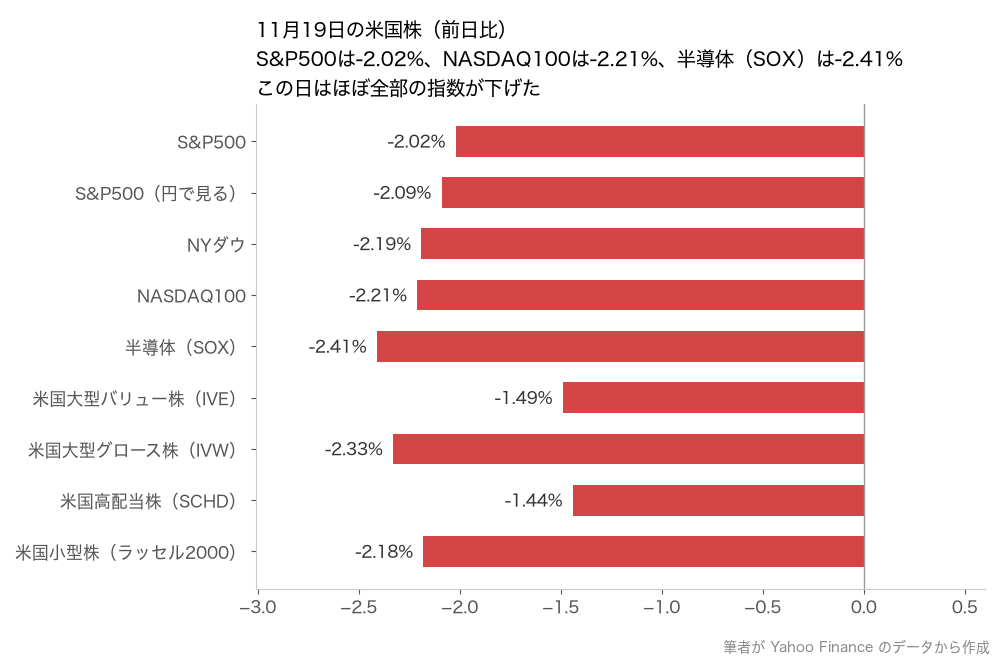 11月19日の米国株（前日比）
S&P500は-2.02%、NASDAQ100は-2.21%、半導体（SOX）は-2.41%
この日はほぼ全部の指数が下げた
S&P500 -2.02%
S&P500（円で見る） -2.09%
NYダウ -2.19%
NASDAQ100 -2.21%
半導体（SOX） -2.41%
米国大型バリュー株（IVE） -1.49%
米国大型グロース株（IVW） -2.33%
米国高配当株（SCHD） -1.44%
米国小型株（ラッセル2000） -2.18%
−3.0 −2.5 −2.0 −1.5 −1.0 −0.5 0.0 0.5
筆者が Yahoo Finance のデータから作成